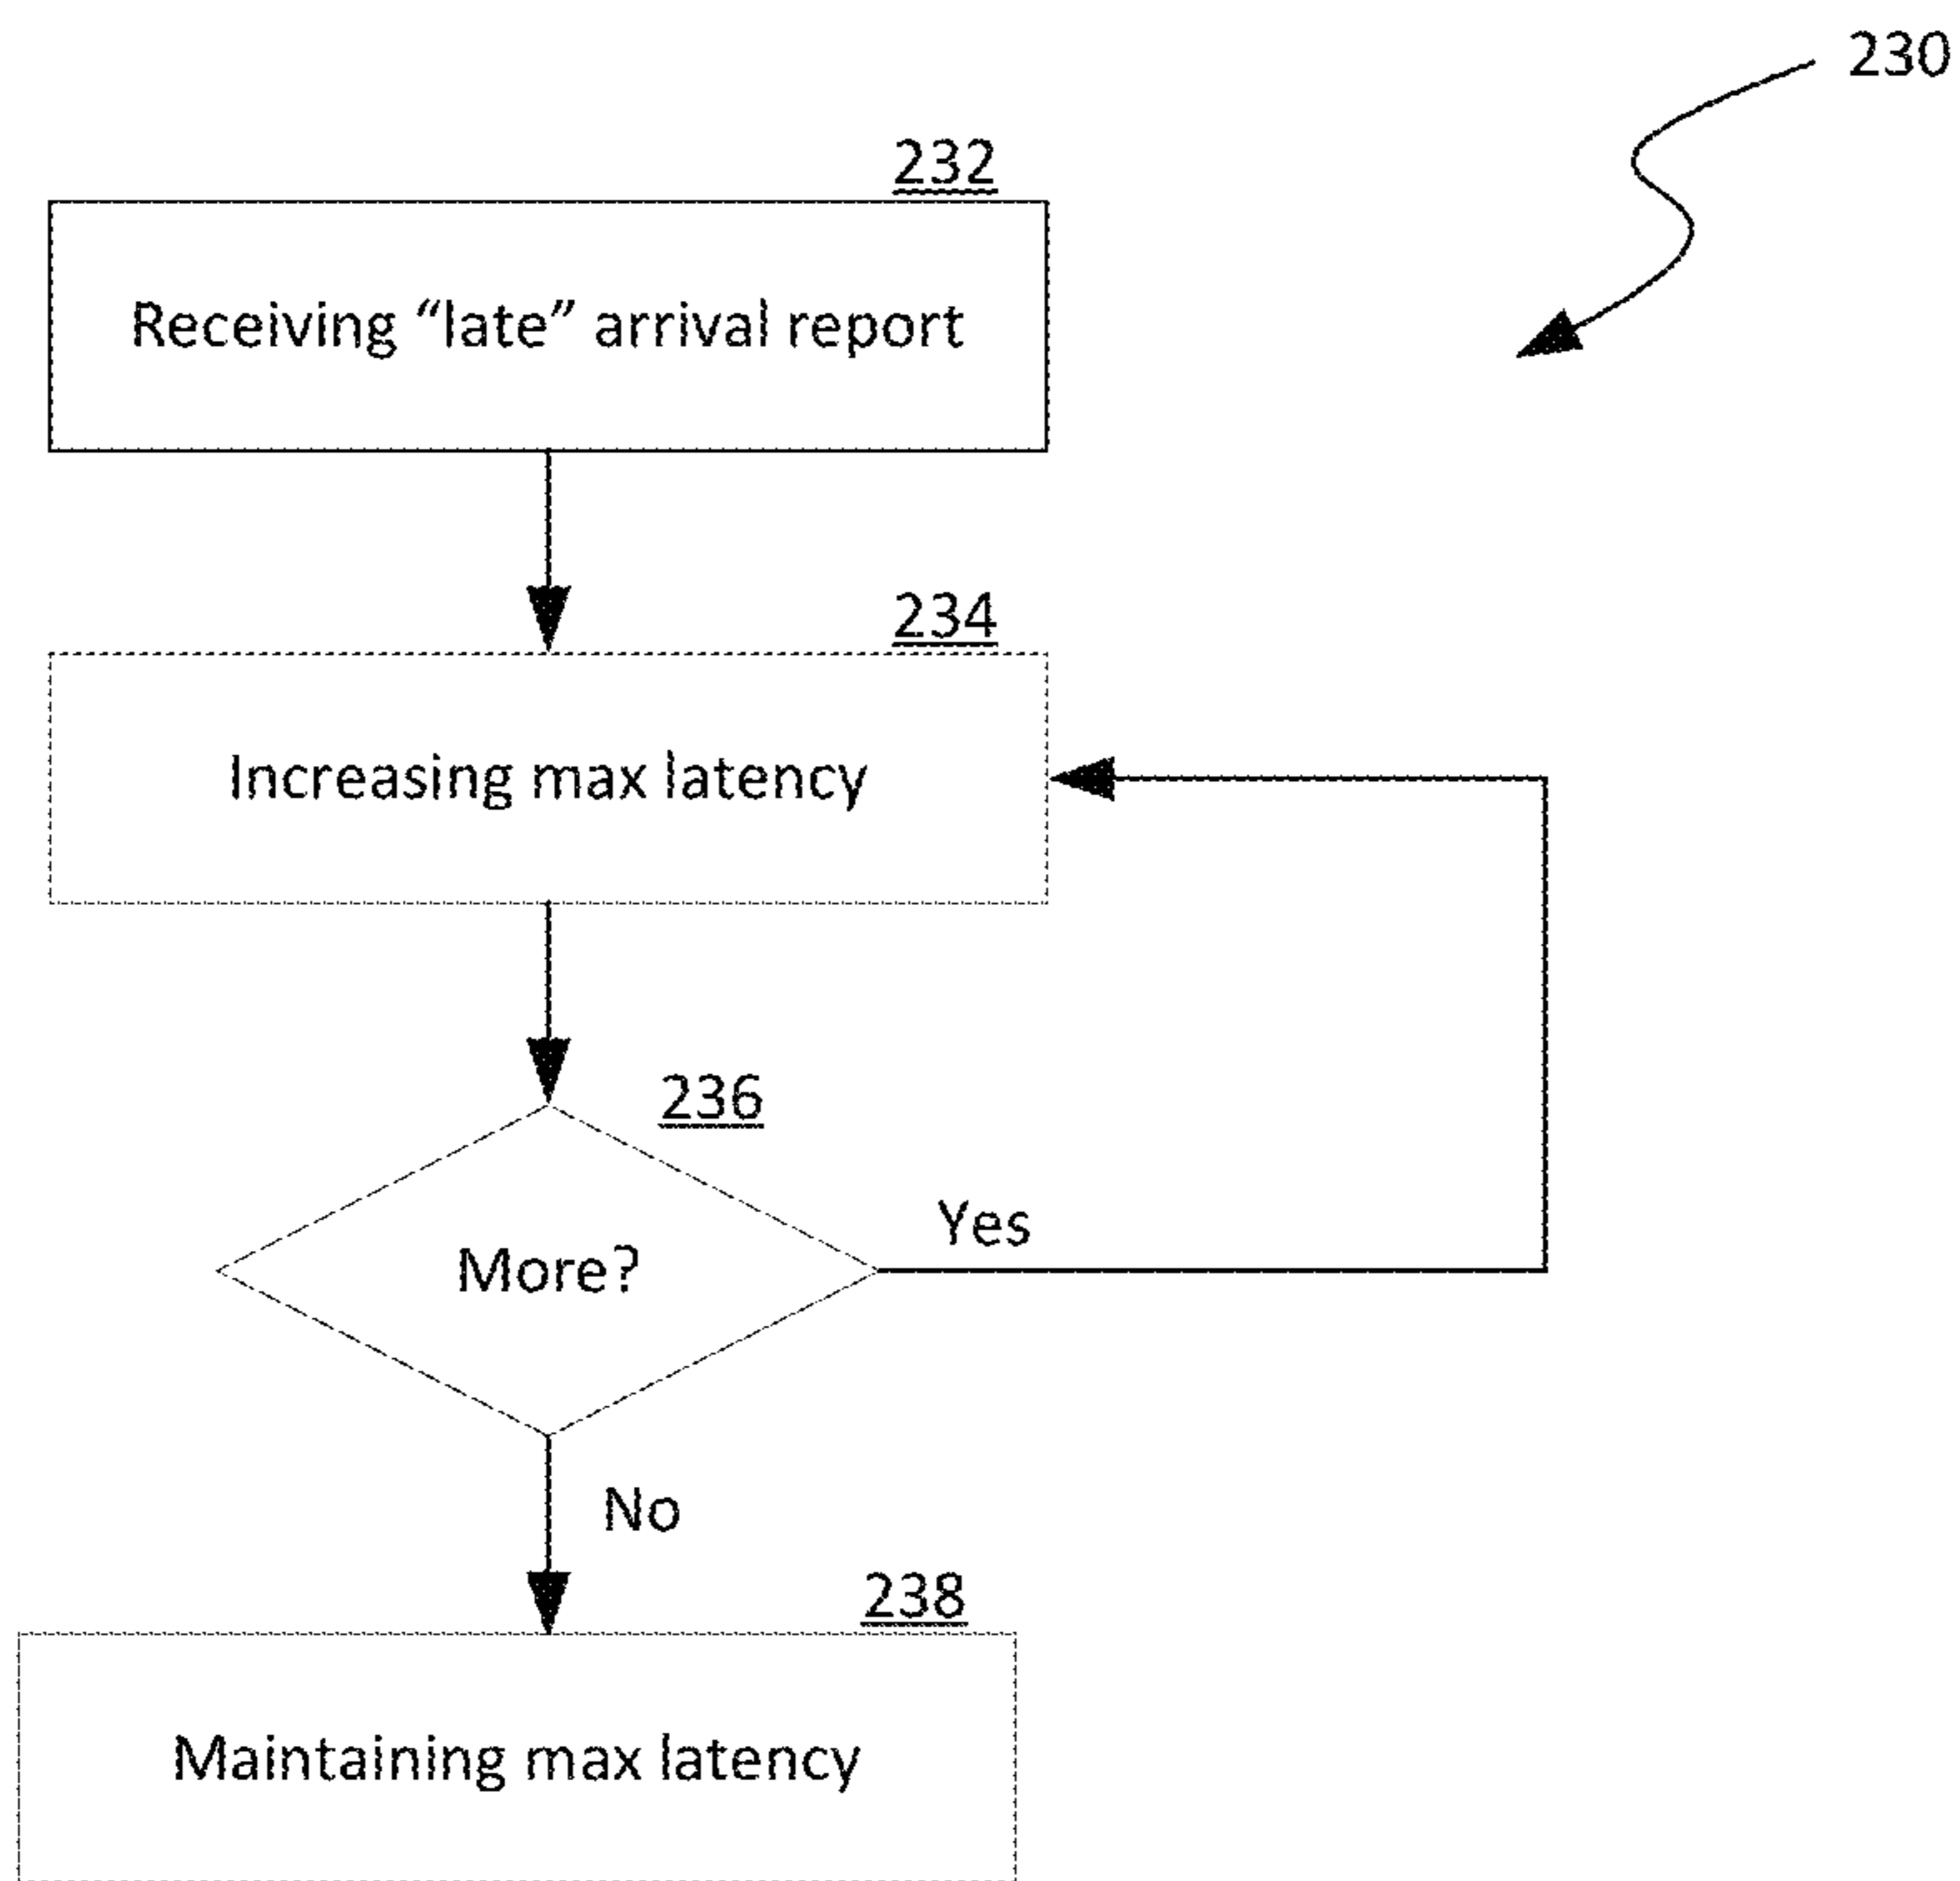 230
232
Receiving “late” arrival report
234
Increasing max latency
236
More?
Yes
No
238
Maintaining max latency